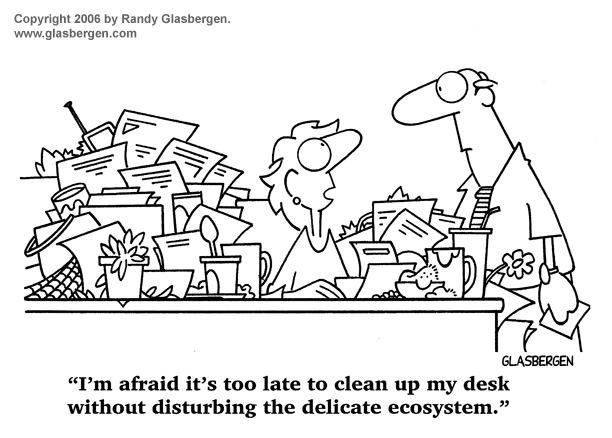 Copyright 2006 by Randy Glasbergen.
www.glasbergen.com
GLASBERGEN
“I’m afraid it’s too late to clean up my desk
without disturbing the delicate ecosystem.”